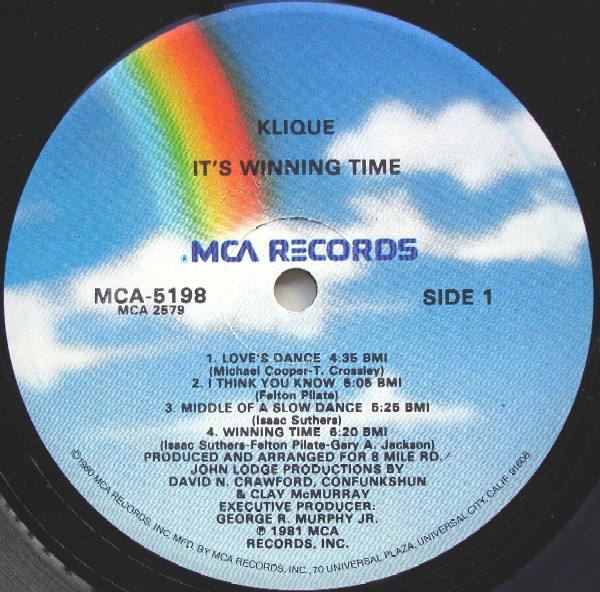 KLIQUE
IT'S WINNING TIME
®MCA RECORDS
MCA-5198
MCA 2579
SIDE 1
1. LOVE'S DANCE 4:35 BMI
(Michael Cooper-T. Crossley)
2. I THINK YOU KNOW 5:05 BMI
(Felton Pilate)
3. MIDDLE OF A SLOW DANCE 5:25 BMI
(Isaac Suthers)
4. WINNING TIME 6:20 BMI
(Isaac Suthers-Felton Pilate-Gary A. Jackson)
PRODUCED AND ARRANGED FOR 8 MILE RD./
JOHN LODGE PRODUCTIONS BY
DAVID N. CRAWFORD, CONFUNKSHUN
& CLAY McMURRAY
EXECUTIVE PRODUCER:
GEORGE R. MURPHY JR.
℗ 1981 MCA
RECORDS, INC.
©1980 MCA RECORDS, INC. MFD. BY MCA RECORDS, INC., 70 UNIVERSAL PLAZA, UNIVERSAL CITY, CALIF. 91608